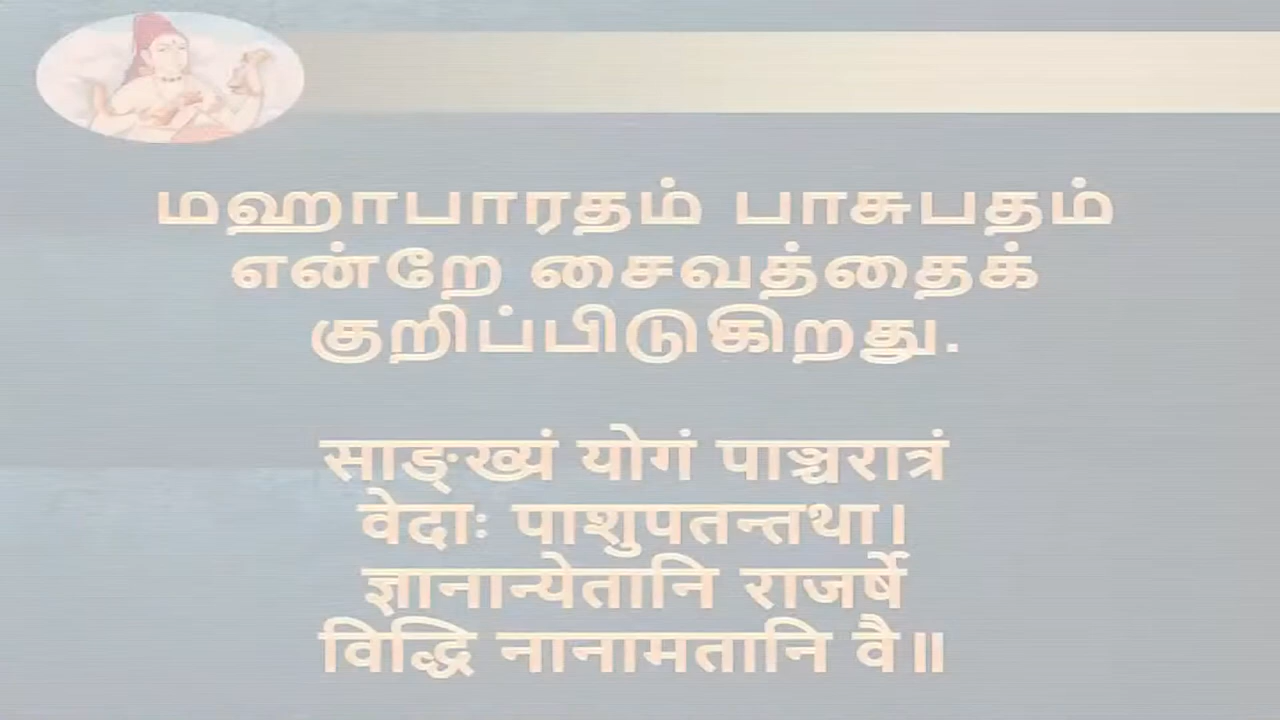 மஹாபாரதம் பாசுபதம்
என்றே சைவத்தைக்
குறிப்பிடுகிறது.
साङ्ख्यं योगं पाञ्चरात्रं
वेदाः पाशुपतन्तथा।
ज्ञानान्येतानि राजर्षे
विद्धि नानामतानि वै॥